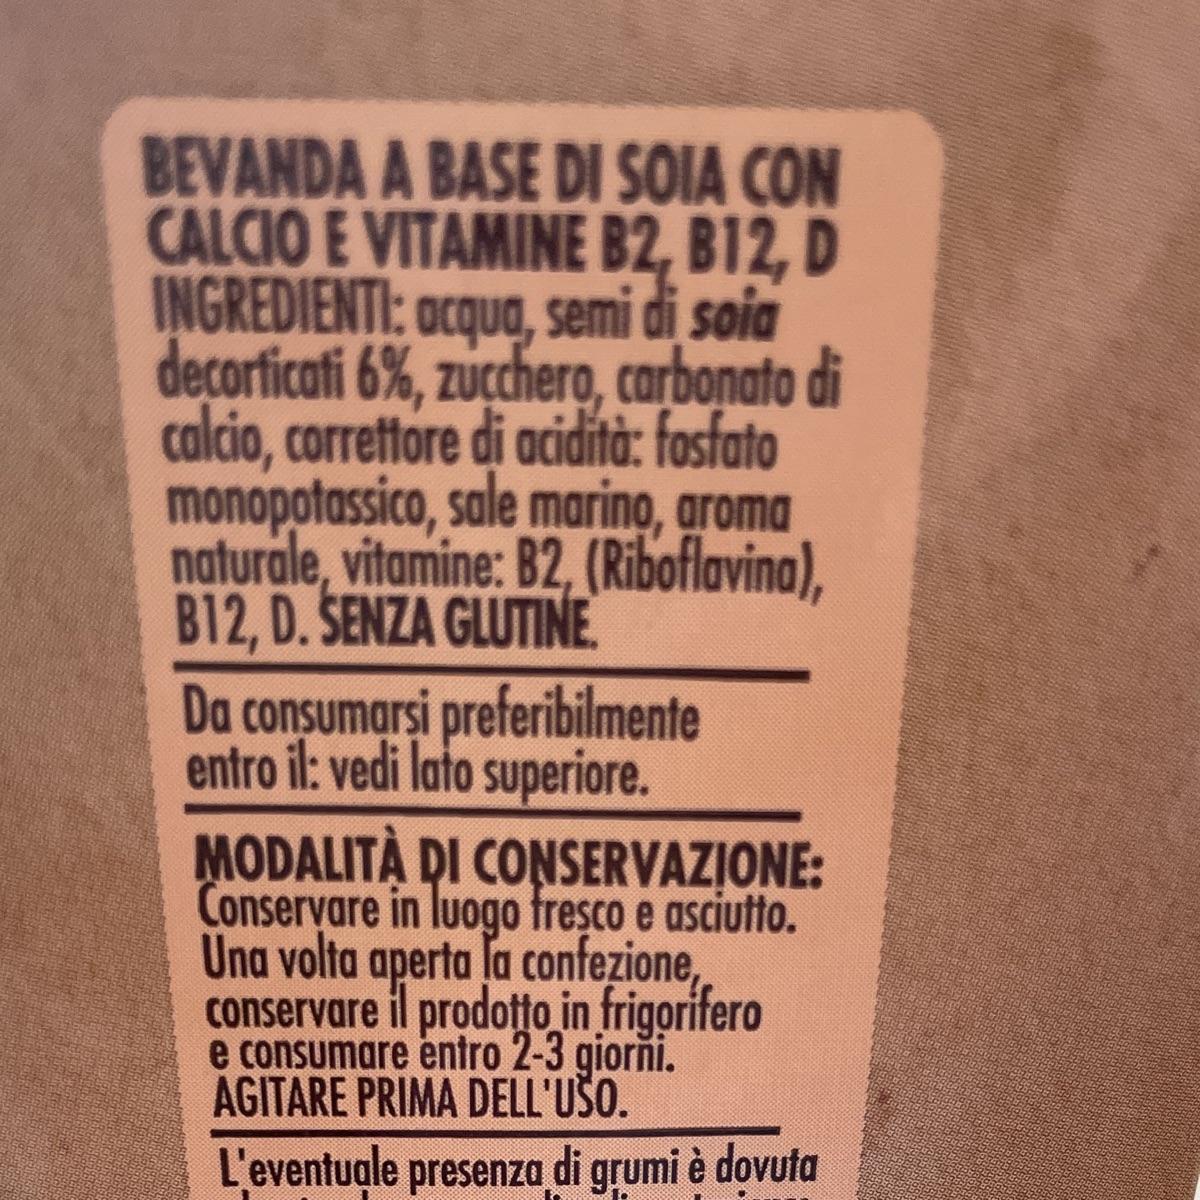 BEVANDA A BASE DI SOIA CON
CALCIO E VITAMINE B2, B12, D
INGREDIENTI: acqua, semi di soia
decorticati 6%, zucchero, carbonato di
calcio, correttore di acidità: fosfato
monopotassico, sale marino, aroma
naturale, vitamine: B2, (Riboflavina),
B12, D. SENZA GLUTINE.
Da consumarsi preferibilmente
entro il: vedi lato superiore.
MODALITÀ DI CONSERVAZIONE:
Conservare in luogo fresco e asciutto.
Una volta aperta la confezione,
conservare il prodotto in frigorifero
e consumare entro 2-3 giorni.
AGITARE PRIMA DELL'USO.
L'eventuale presenza di grumi è dovuta